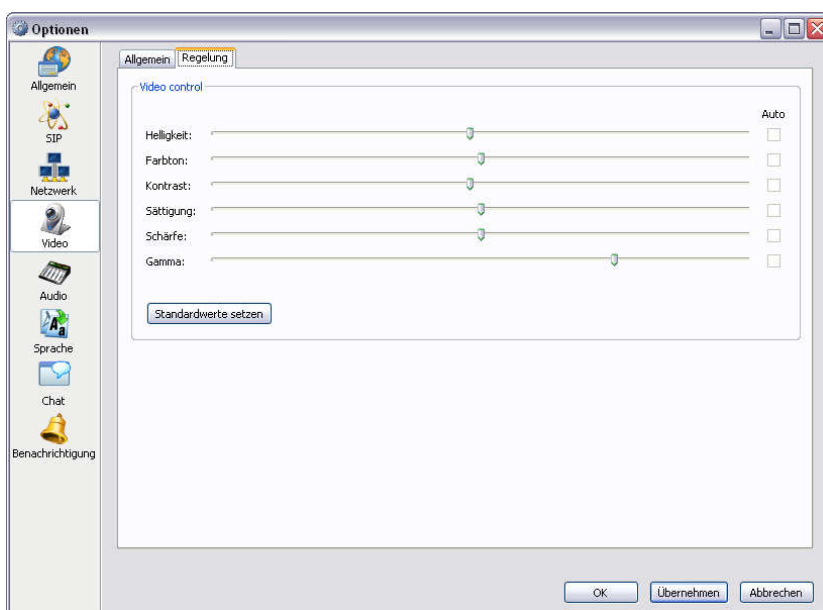 Optionen
Allgemein
SIP
Netzwerk
Video
Audio
Sprache
Chat
Benachrichtigung
Allgemein
Regelung
Video control
Auto
Helligkeit:
Farbton:
Kontrast:
Sättigung:
Schärfe:
Gamma:
Standardwerte setzen
OK
Übernehmen
Abbrechen